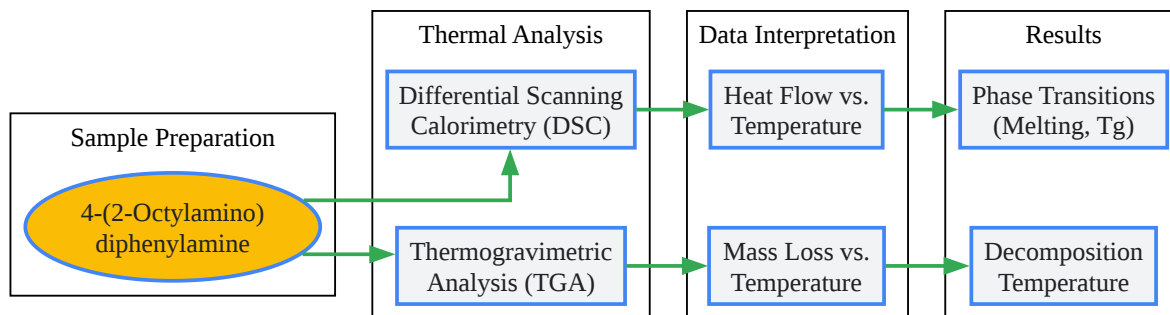 Sample Preparation
4-(2-Octylamino)
diphenylamine
Thermal Analysis
Differential Scanning
Calorimetry (DSC)
Thermogravimetric
Analysis (TGA)
Data Interpretation
Heat Flow vs.
Temperature
Mass Loss vs.
Temperature
Results
Phase Transitions
(Melting, Tg)
Decomposition
Temperature